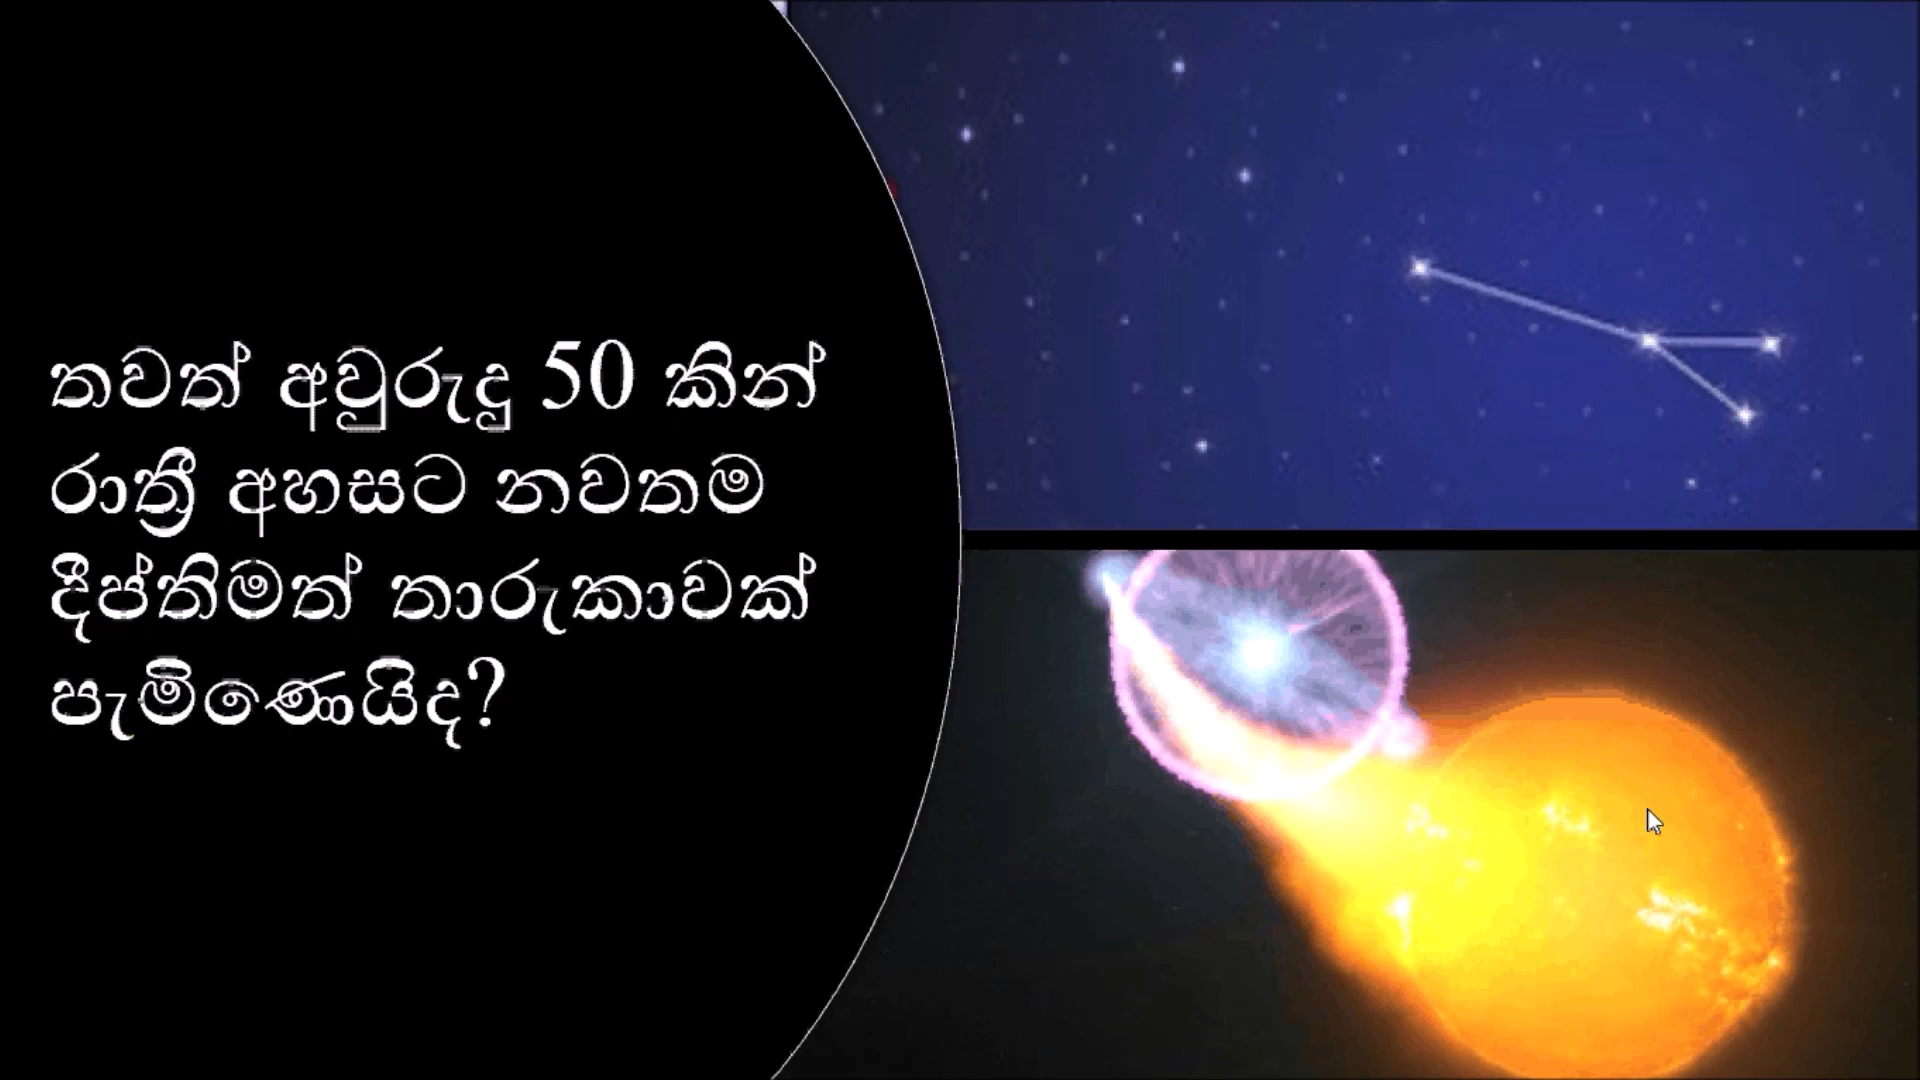 තවත් අවුරුදු 50 කින්
රාත්‍රී අහසට නවතම
දීප්තිමත් තාරුකාවක්
පැමිණෙයිද?